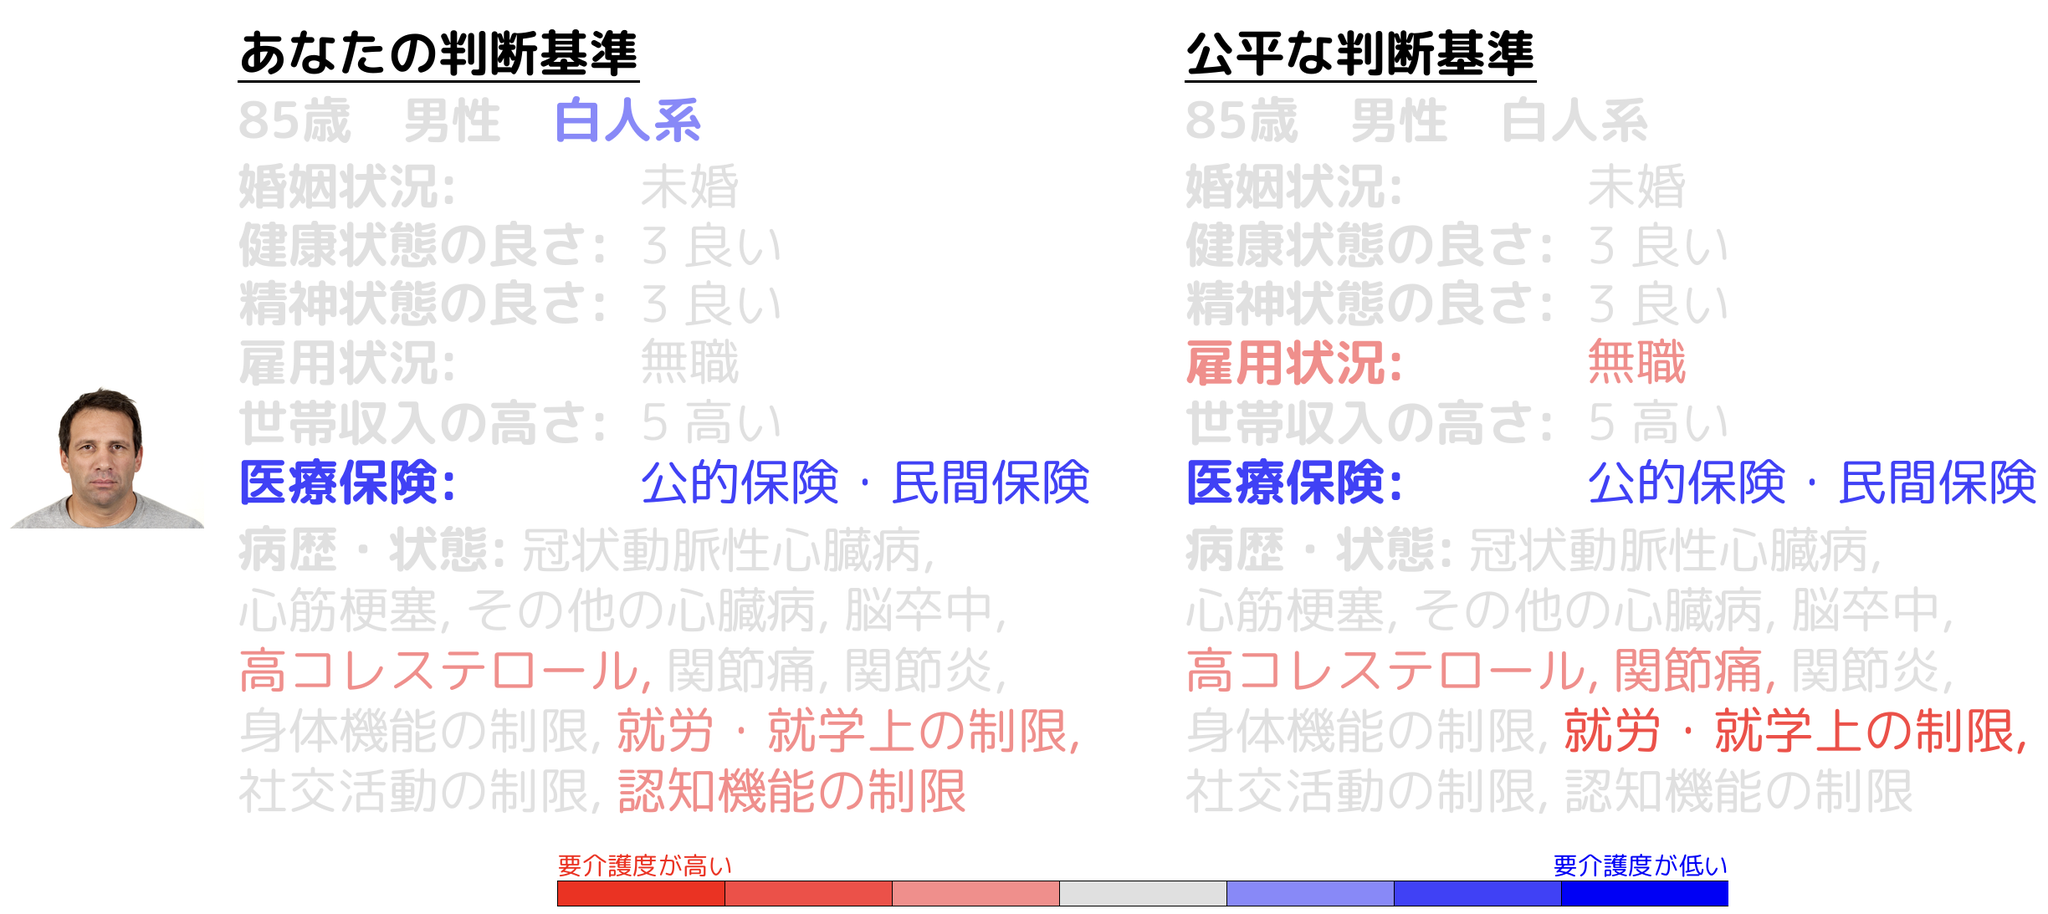 あなたの判断基準
85歳 男性 白人系
婚姻状況: 未婚
健康状態の良さ: 3 良い
精神状態の良さ: 3 良い
雇用状況: 無職
世帯収入の高さ: 5 高い
医療保険: 公的保険・民間保険
病歴・状態: 冠状動脈性心臓病,
心筋梗塞, その他の心臓病, 脳卒中,
高コレステロール, 関節痛, 関節炎,
身体機能の制限, 就労・就学上の制限,
社交活動の制限, 認知機能の制限
公平な判断基準
85歳 男性 白人系
婚姻状況: 未婚
健康状態の良さ: 3 良い
精神状態の良さ: 3 良い
雇用状況: 無職
世帯収入の高さ: 5 高い
医療保険: 公的保険・民間保険
病歴・状態: 冠状動脈性心臓病,
心筋梗塞, その他の心臓病, 脳卒中,
高コレステロール, 関節痛, 関節炎,
身体機能の制限, 就労・就学上の制限,
社交活動の制限, 認知機能の制限
要介護度が高い
要介護度が低い